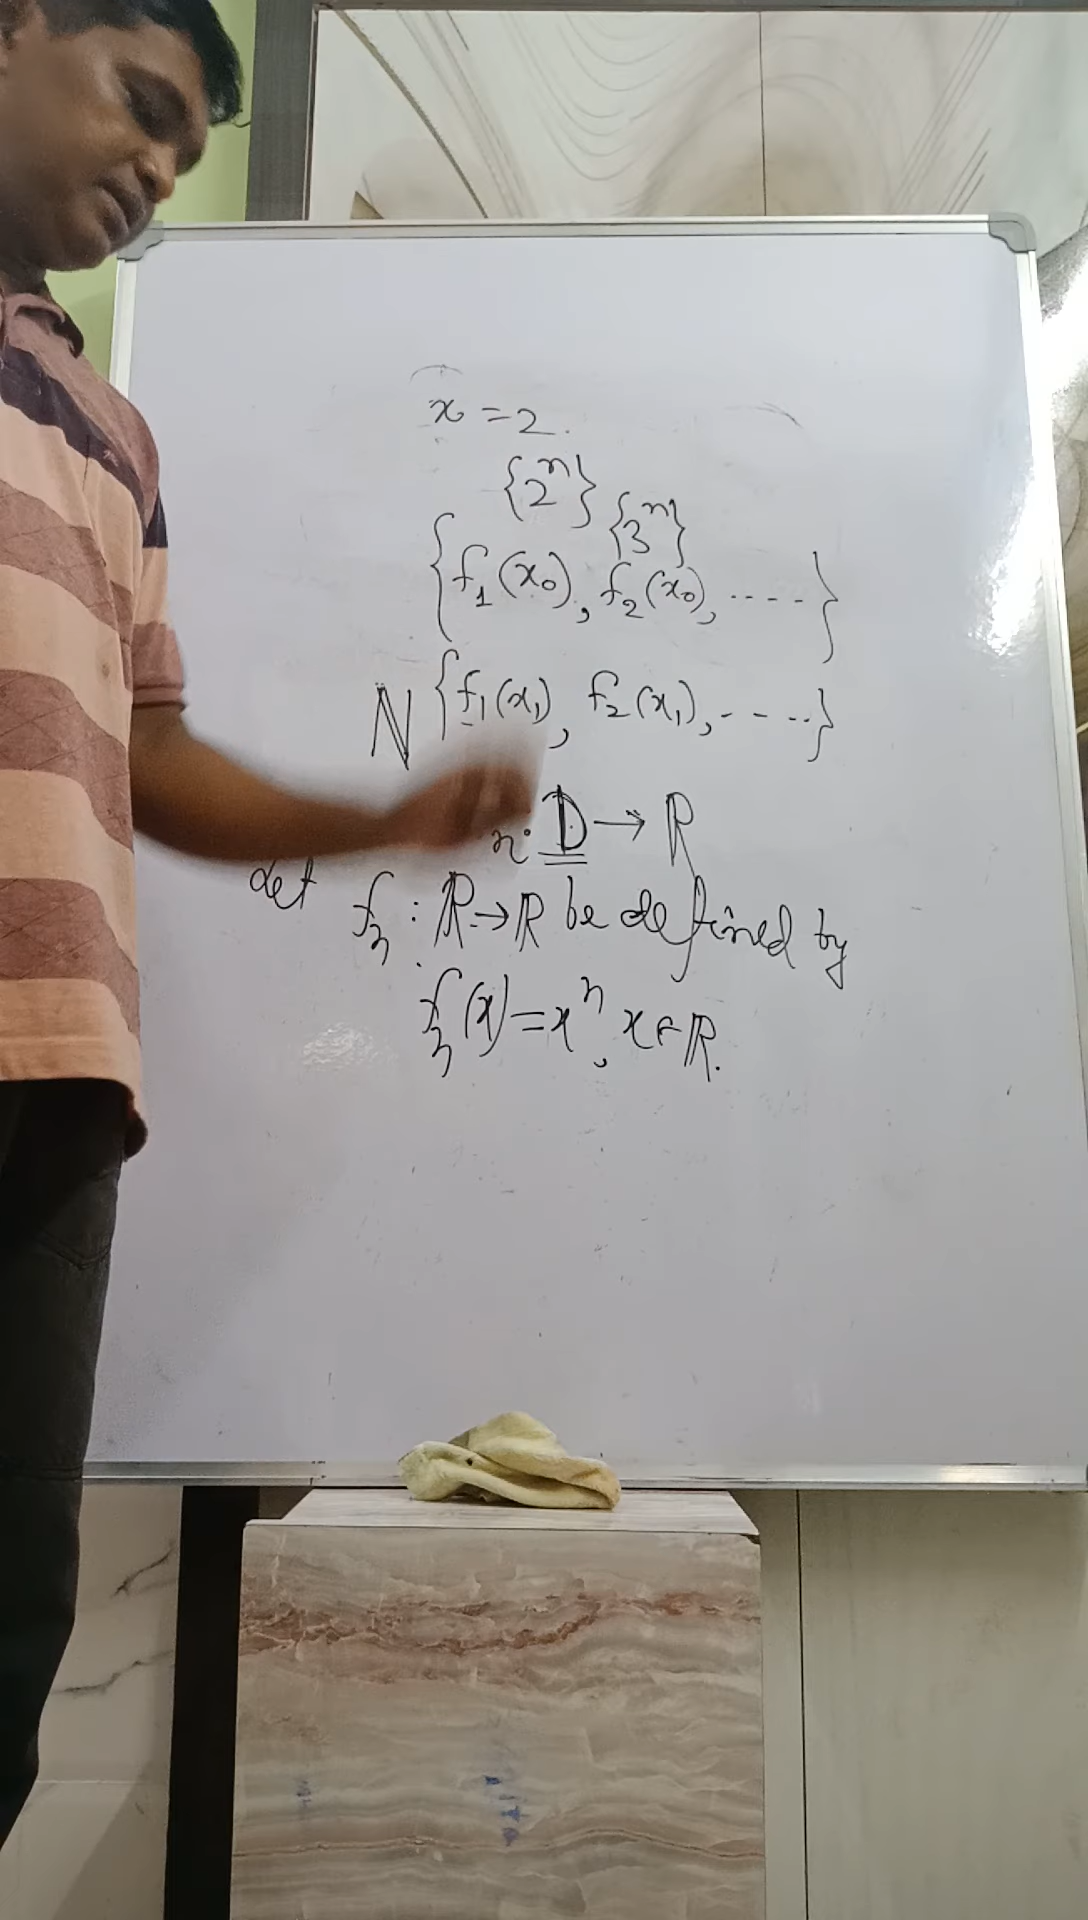 x = 2.
{2ⁿ} {3ⁿ}
{f₁(x₀), f₂(x₀), ----}
ℕ {f₁(x₁), f₂(x₁), ----}
n: D → ℝ
Let fₙ : ℝ → ℝ be defined by
fₙ(x) = xⁿ, x ∈ ℝ.